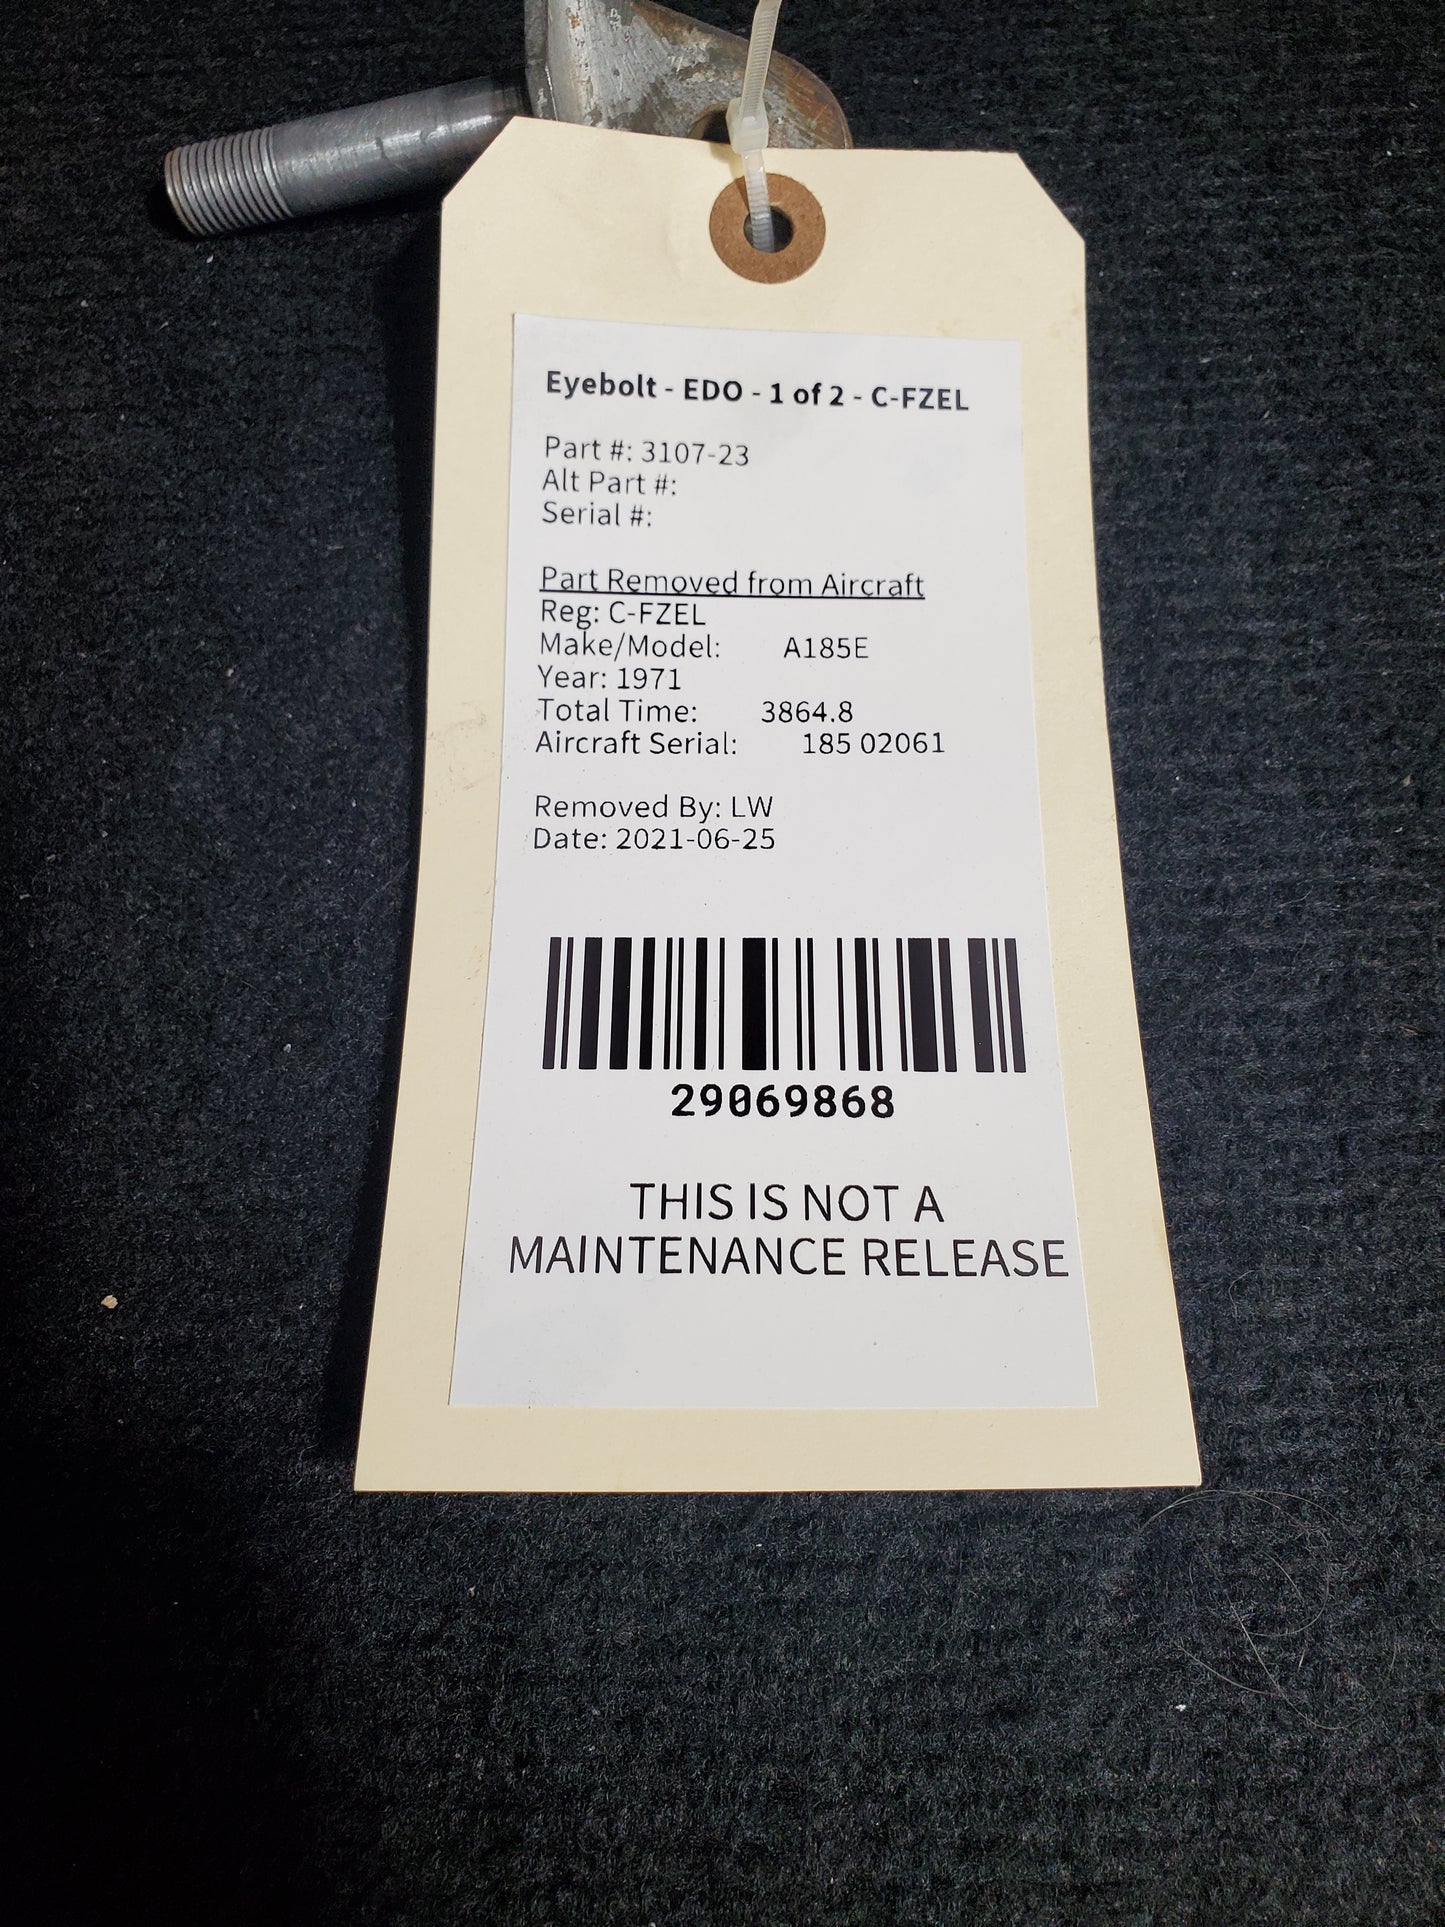 Eyebolt - EDO - 1 of 2 - C-FZEL
Part #: 3107-23
Alt Part #:
Serial #:
Part Removed from Aircraft
Reg: C-FZEL
Make/Model: A185E
Year: 1971
Total Time: 3864.8
Aircraft Serial: 185 02061
Removed By: LW
Date: 2021-06-25
29069868
THIS IS NOT A
MAINTENANCE RELEASE